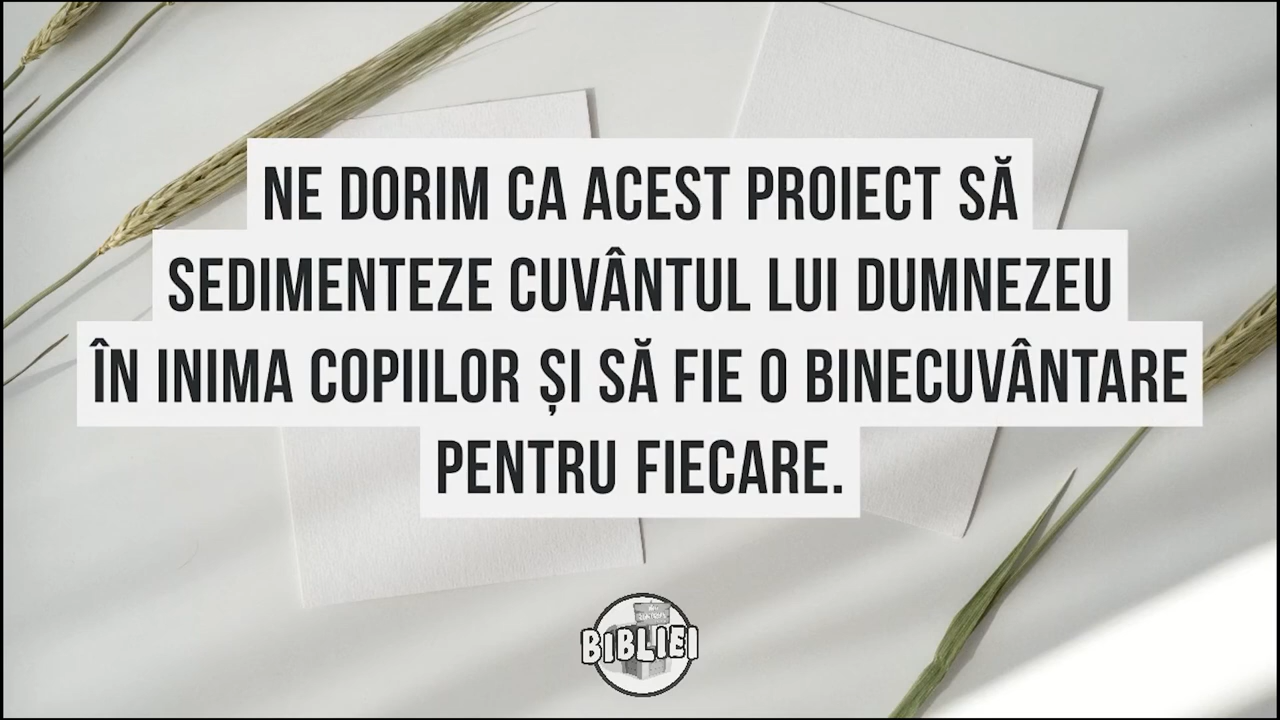 NE DORIM CA ACEST PROIECT SĂ
SEDIMENTEZE CUVÂNTUL LUI DUMNEZEU
ÎN INIMA COPIILOR ȘI SĂ FIE O BINECUVÂNTARE
PENTRU FIECARE.
BIBLIEI